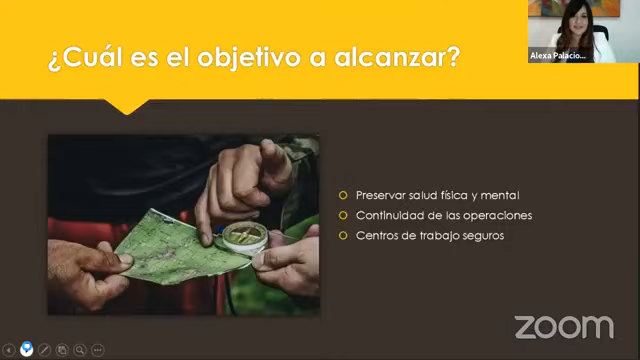 ¿Cuál es el objetivo a alcanzar?
Alexa Palacio...
Preservar salud física y mental
Continuidad de las operaciones
Centros de trabajo seguros
zoom